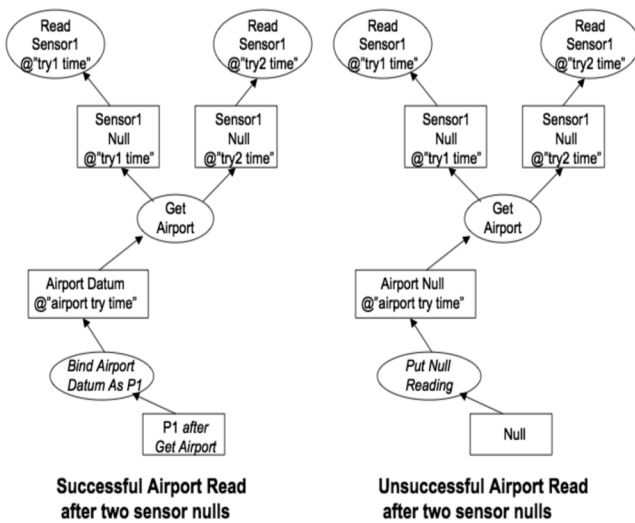 Read
Sensor1
@"try1 time"
Read
Sensor1
@"try2 time"
Sensor1
Null
@"try1 time"
Sensor1
Null
@"try2 time"
Get
Airport
Airport Datum
@"airport try time"
Bind Airport
Datum As P1
P1 after
Get Airport
Successful Airport Read
after two sensor nulls
Read
Sensor1
@"try1 time"
Read
Sensor1
@"try2 time"
Sensor1
Null
@"try1 time"
Sensor1
Null
@"try2 time"
Get
Airport
Airport Null
@"airport try time"
Put Null
Reading
Null
Unsuccessful Airport Read
after two sensor nulls